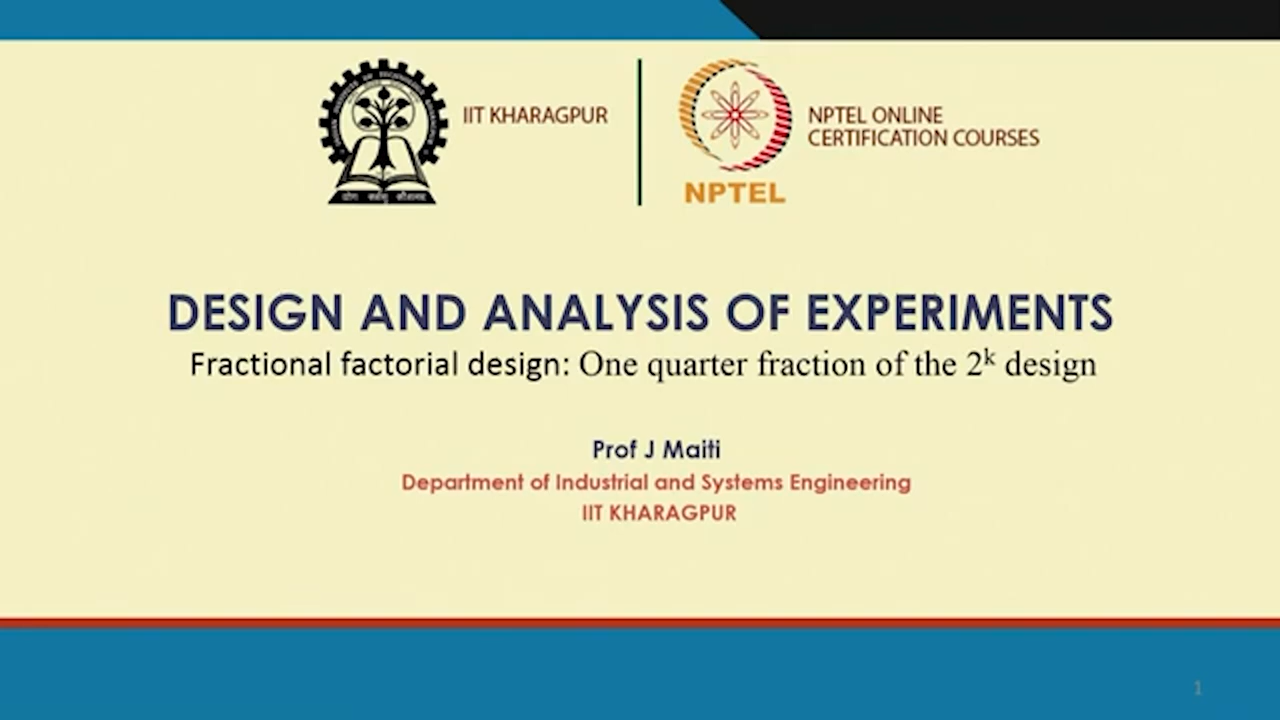 IIT KHARAGPUR
NPTEL ONLINE
CERTIFICATION COURSES
NPTEL
DESIGN AND ANALYSIS OF EXPERIMENTS
Fractional factorial design: One quarter fraction of the 2ᵏ design
Prof J Maiti
Department of Industrial and Systems Engineering
IIT KHARAGPUR
1